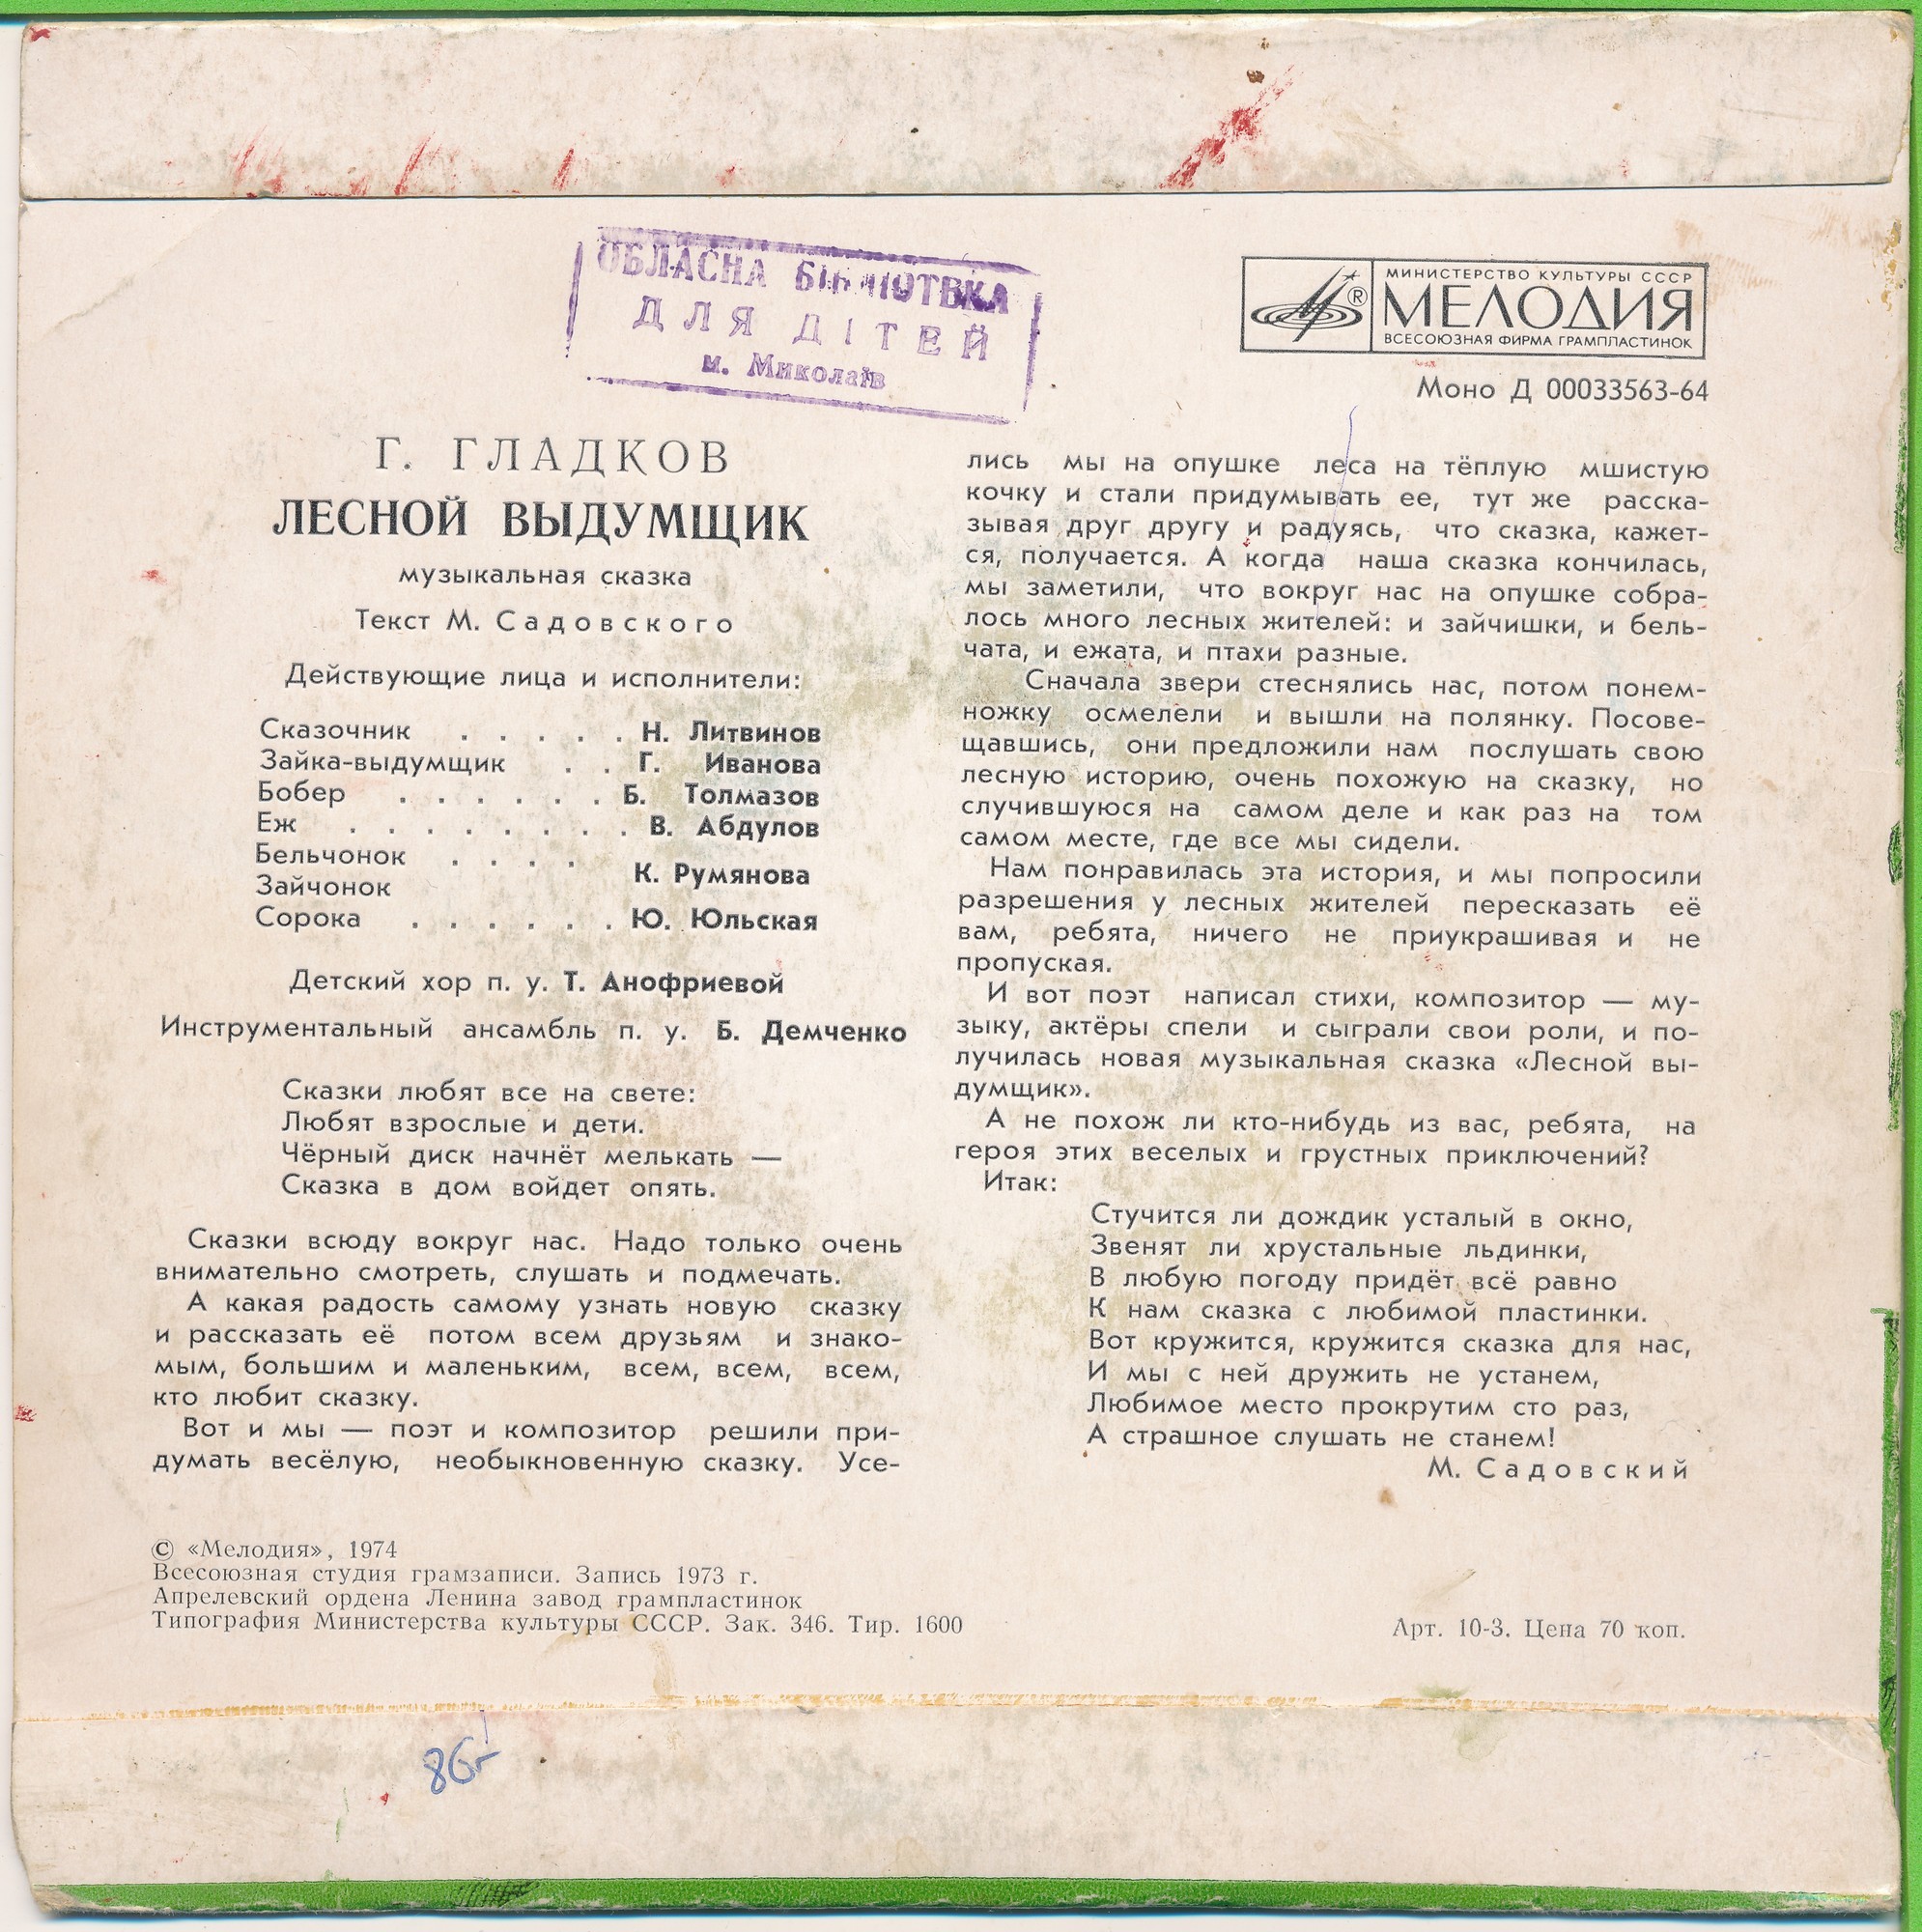 ОБЛАСНА БІБЛІОТЕКА
ДЛЯ ДІТЕЙ
м. Миколаїв
МИНИСТЕРСТВО КУЛЬТУРЫ СССР
МЕЛОДИЯ
ВСЕСОЮЗНАЯ ФИРМА ГРАМПЛАСТИНОК
®
Моно Д 00033563-64
Г. ГЛАДКОВ
ЛЕСНОЙ ВЫДУМЩИК
музыкальная сказка
Текст М. Садовского
Действующие лица и исполнители:
Сказочник . . . . . Н. Литвинов
Зайка-выдумщик . . Г. Иванова
Бобер . . . . . . Б. Толмазов
Еж . . . . . . . . В. Абдулов
Бельчонок . . . .
К. Румянова
Зайчонок
Сорока . . . . . . Ю. Юльская
Детский хор п. у. Т. Анофриевой
Инструментальный ансамбль п. у. Б. Демченко
Сказки любят все на свете:
Любят взрослые и дети.
Чёрный диск начнёт мелькать —
Сказка в дом войдет опять.
Сказки всюду вокруг нас. Надо только очень
внимательно смотреть, слушать и подмечать.
А какая радость самому узнать новую сказку
и рассказать её потом всем друзьям и знако-
мым, большим и маленьким, всем, всем, всем,
кто любит сказку.
Вот и мы — поэт и композитор решили при-
думать весёлую, необыкновенную сказку. Усе-
лись мы на опушке леса на тёплую мшистую
кочку и стали придумывать ее, тут же расска-
зывая друг другу и радуясь, что сказка, кажет-
ся, получается. А когда наша сказка кончилась,
мы заметили, что вокруг нас на опушке собра-
лось много лесных жителей: и зайчишки, и бель-
чата, и ежата, и птахи разные.
Сначала звери стеснялись нас, потом понем-
ножку осмелели и вышли на полянку. Посове-
щавшись, они предложили нам послушать свою
лесную историю, очень похожую на сказку, но
случившуюся на самом деле и как раз на том
самом месте, где все мы сидели.
Нам понравилась эта история, и мы попросили
разрешения у лесных жителей пересказать её
вам, ребята, ничего не приукрашивая и не
пропуская.
И вот поэт написал стихи, композитор — му-
зыку, актёры спели и сыграли свои роли, и по-
лучилась новая музыкальная сказка «Лесной вы-
думщик».
А не похож ли кто-нибудь из вас, ребята, на
героя этих веселых и грустных приключений?
Итак:
Стучится ли дождик усталый в окно,
Звенят ли хрустальные льдинки,
В любую погоду придёт всё равно
К нам сказка с любимой пластинки.
Вот кружится, кружится сказка для нас,
И мы с ней дружить не устанем,
Любимое место прокрутим сто раз,
А страшное слушать не станем!
М. Садовский
© «Мелодия», 1974
Всесоюзная студия грамзаписи. Запись 1973 г.
Апрелевский ордена Ленина завод грампластинок
Типография Министерства культуры СССР. Зак. 346. Тир. 1600
Арт. 10-3. Цена 70 коп.
86-